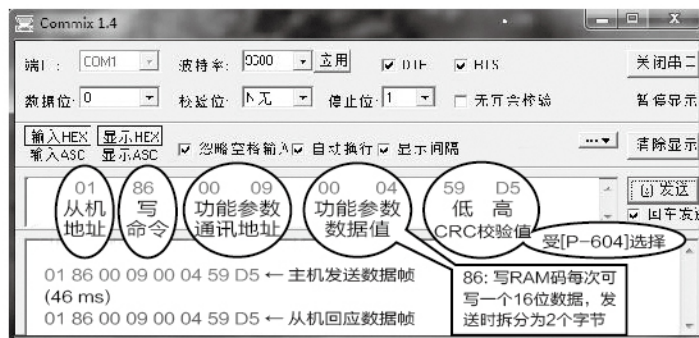 Commix 1.4
端口: COM1 波特率: 9600 应用 DTR RTS 关闭串口
数据位: 校验位: 无 停止位: 1 无冗余校验 暂停显示
输入HEX 显示HEX
输入ASC 显示ASC 忽略空格输入 自动换行 显示间隔 清除显示
01 86 00 09 00 04 59 D5 发送
从机 写 功能参数 功能参数 低 高
地址 命令 通讯地址 数据值 CRC校验值 回车发送
受[P-604]选择
01 86 00 09 00 04 59 D5 ← 主机发送数据帧
(46 ms)
01 86 00 09 00 04 59 D5 ← 从机回应数据帧
86: 写RAM码每次可
写一个16位数据，发
送时拆分为2个字节